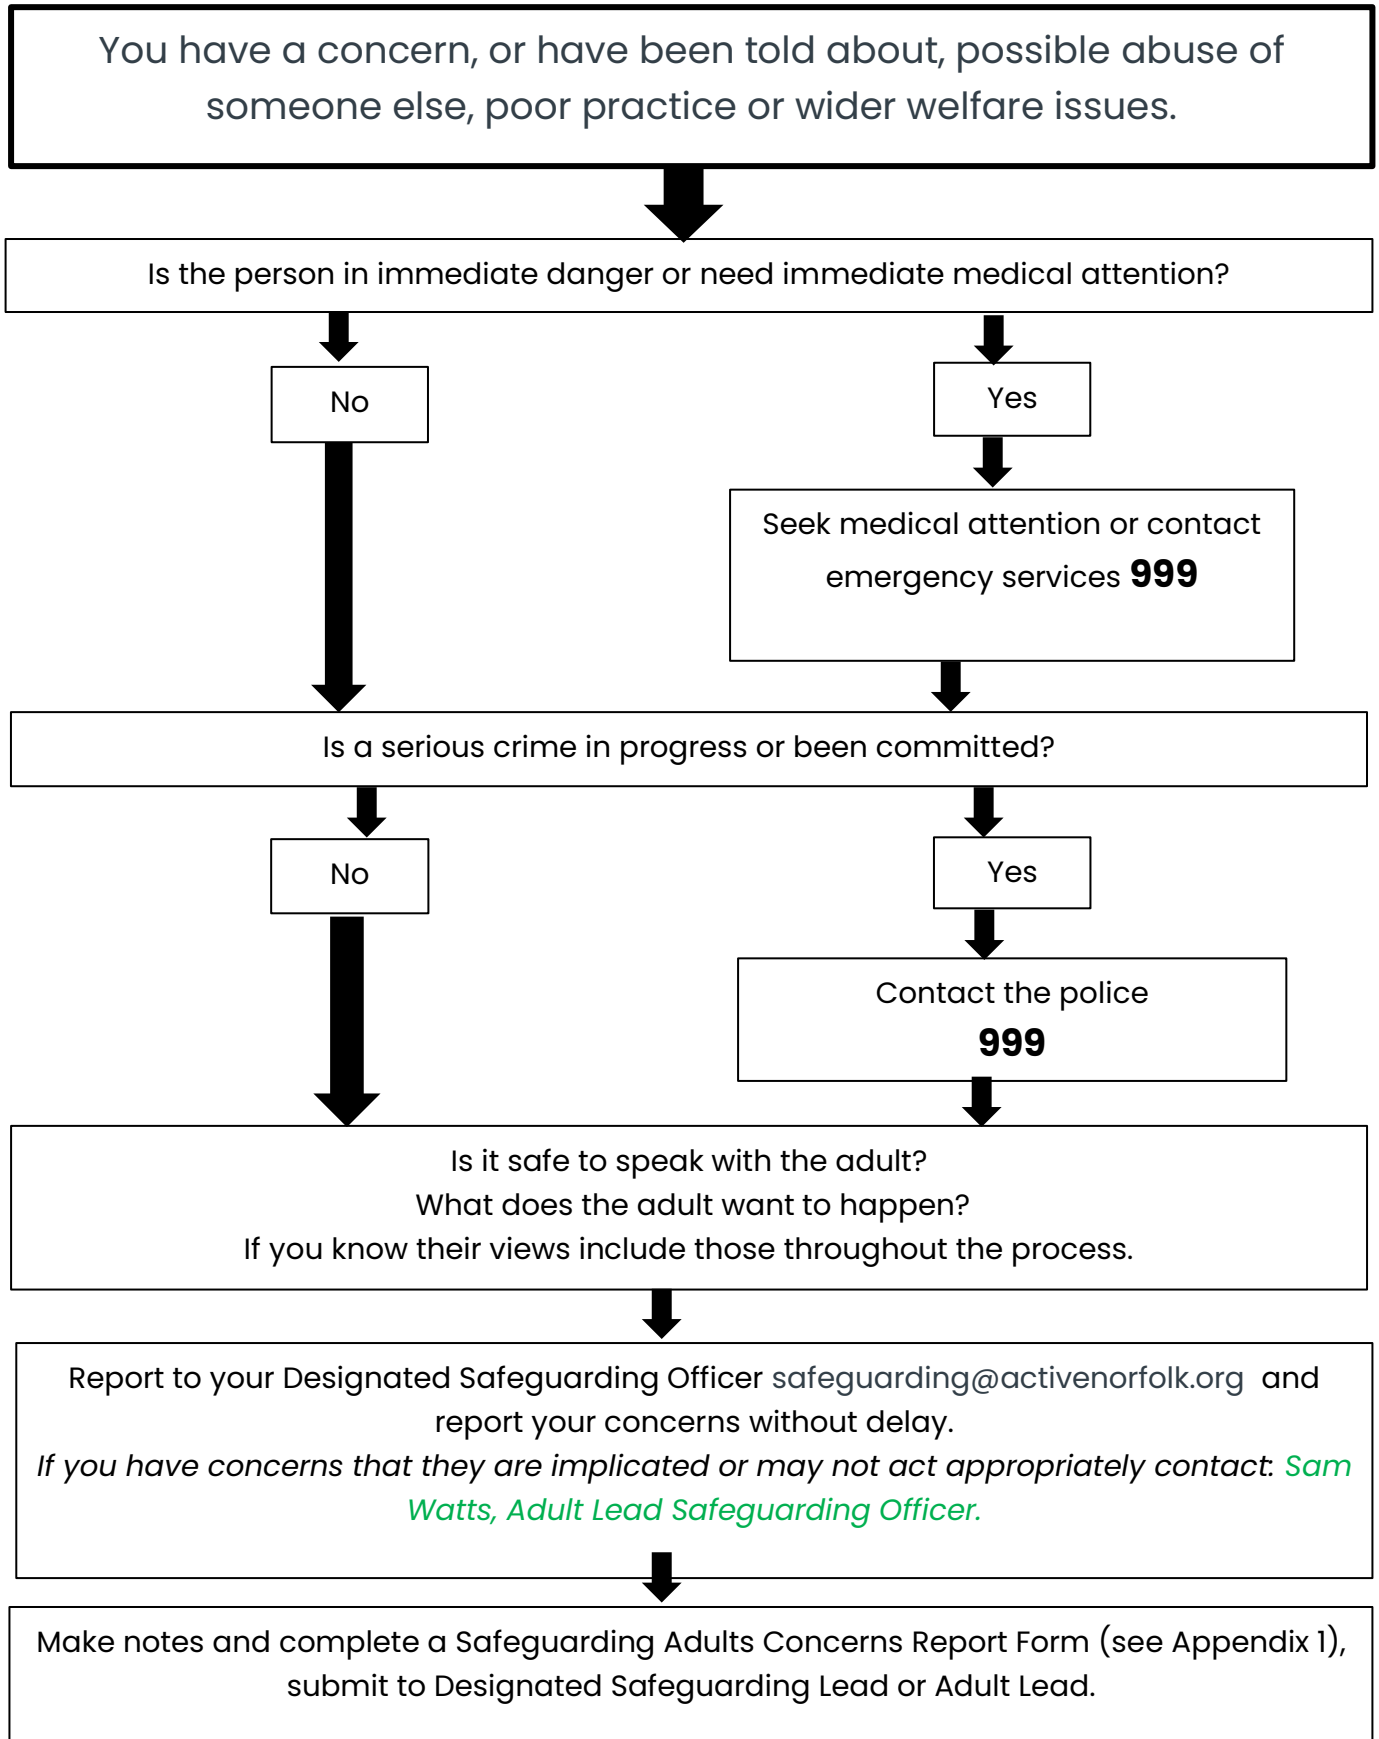 You have a concern, or have been told about, possible abuse of
someone else, poor practice or wider welfare issues.
Is the person in immediate danger or need immediate medical attention?
No
Yes
Seek medical attention or contact
emergency services 999
Is a serious crime in progress or been committed?
No
Yes
Contact the police
999
Is it safe to speak with the adult?
What does the adult want to happen?
If you know their views include those throughout the process.
Report to your Designated Safeguarding Officer safeguarding@activenorfolk.org and
report your concerns without delay.
If you have concerns that they are implicated or may not act appropriately contact: Sam
Watts, Adult Lead Safeguarding Officer.
Make notes and complete a Safeguarding Adults Concerns Report Form (see Appendix 1),
submit to Designated Safeguarding Lead or Adult Lead.